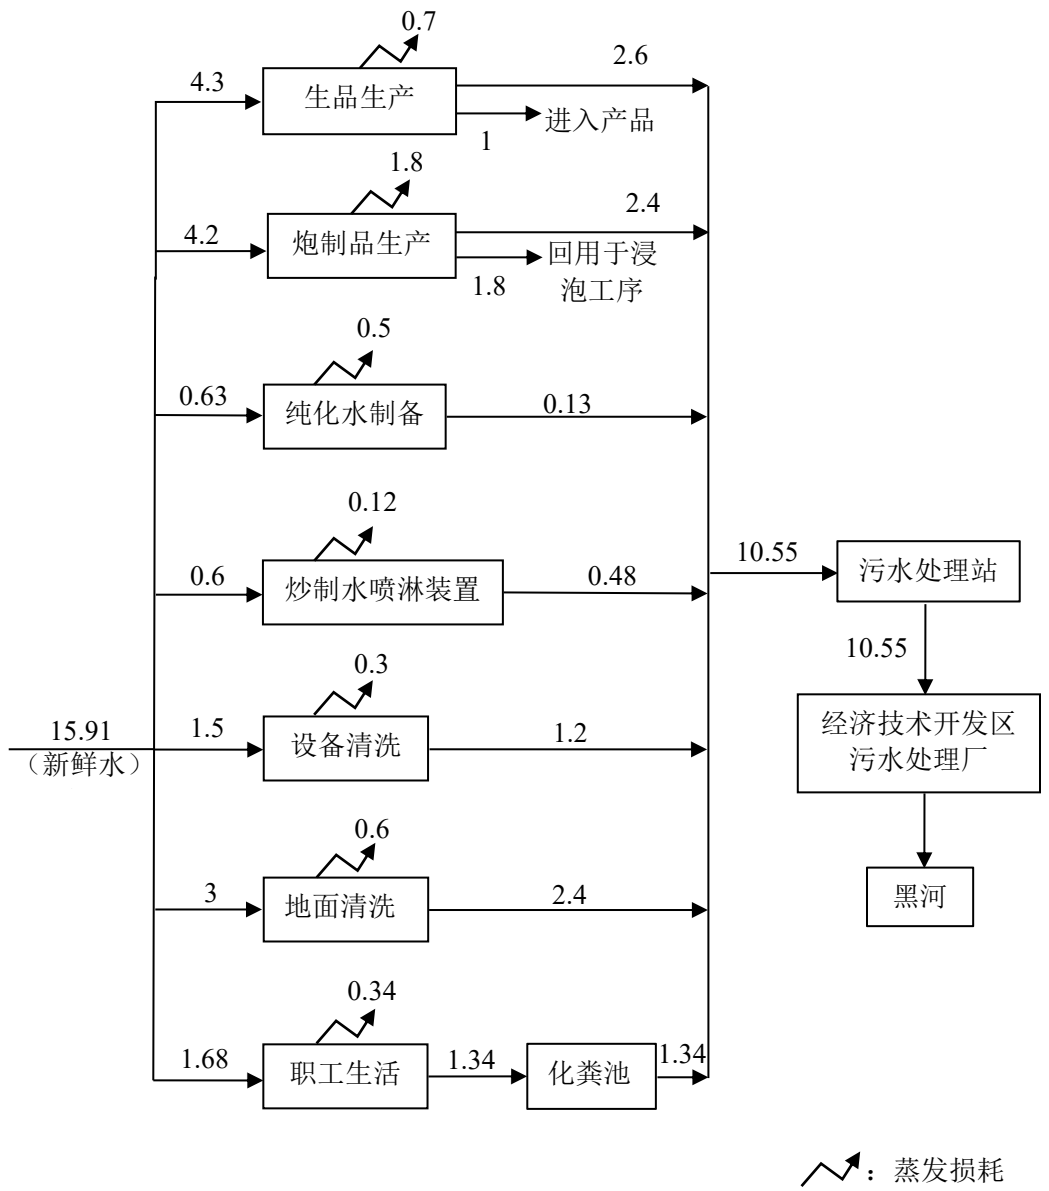 0.7
4.3
生品生产
2.6
1
进入产品
1.8
4.2
炮制品生产
2.4
1.8
回用于浸
泡工序
0.5
0.63
纯化水制备
0.13
0.12
0.6
炒制水喷淋装置
0.48
10.55
污水处理站
10.55
经济技术开发区
污水处理厂
黑河
0.3
15.91
（新鲜水）
1.5
设备清洗
1.2
0.6
3
地面清洗
2.4
0.34
1.68
职工生活
1.34
化粪池
1.34
：蒸发损耗